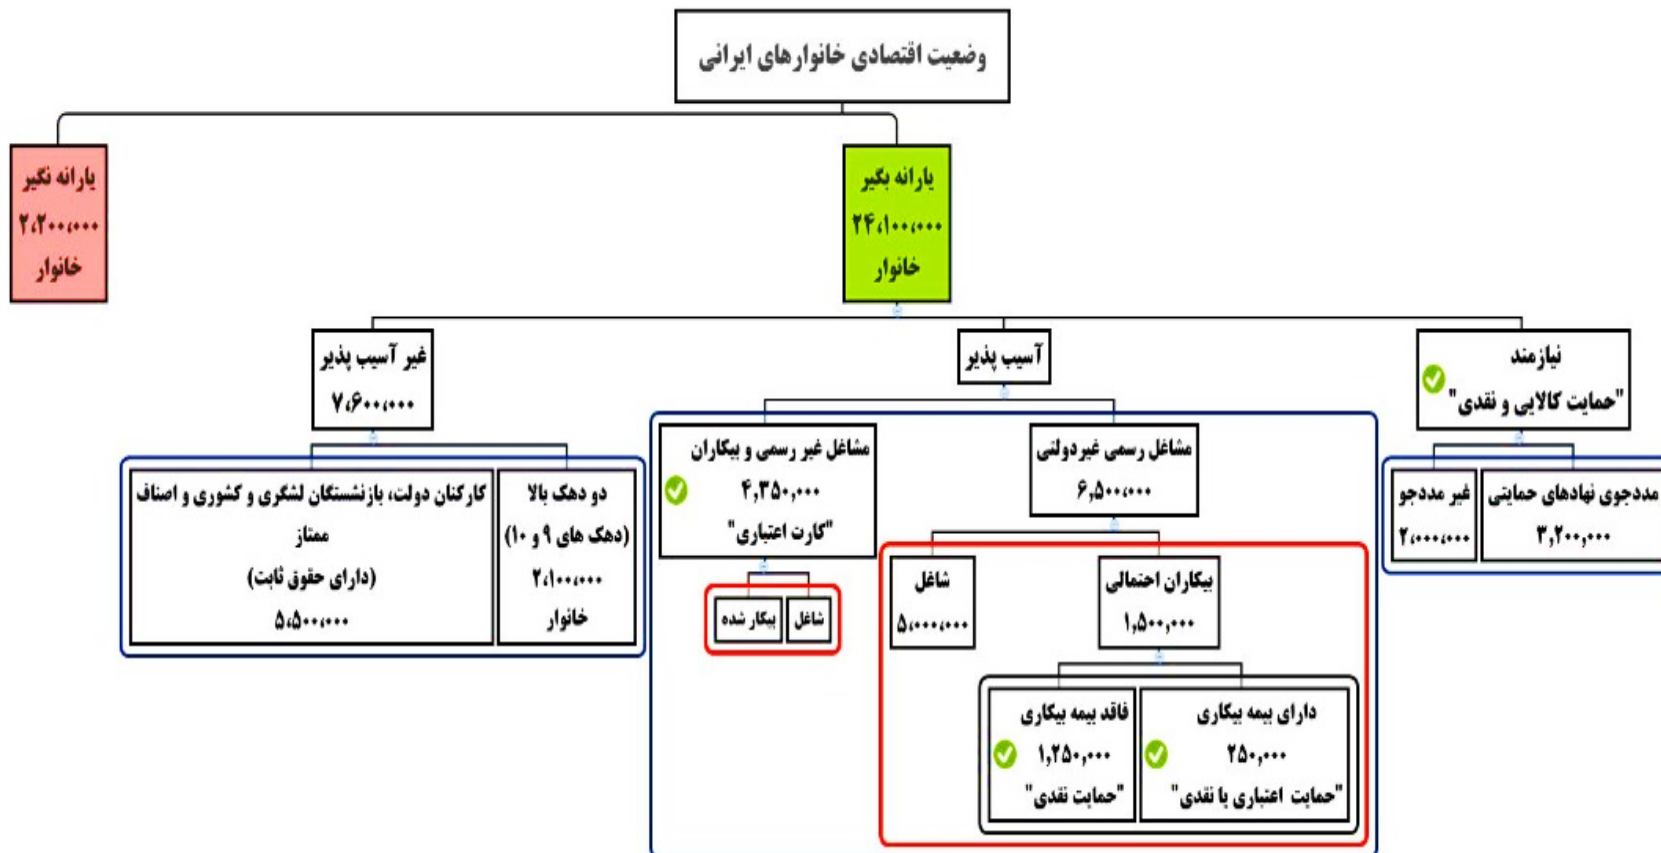 وضعیت اقتصادی خانوارهای ایرانی
یارانه بگیر
۲۴،۱۰۰،۰۰۰
خانوار
یارانه نگیر
۲،۲۰۰،۰۰۰
خانوار
نیازمند
"حمایت کالایی و نقدی"
آسیب پذیر
غیر آسیب پذیر
۷،۶۰۰،۰۰۰
مددجوی نهادهای حمایتی
۳,۲۰۰,۰۰۰
غیر مددجو
۲،۰۰۰،۰۰۰
مشاغل رسمی غیردولتی
۶,۵۰۰،۰۰۰
مشاغل غیر رسمی و بیکاران
۴,۳۵۰,۰۰۰
"کارت اعتباری"
دو دهک بالا
(دهک های ۹ و ۱۰)
۲،۱۰۰،۰۰۰
خانوار
کارکنان دولت، بازنشستگان لشگری و کشوری و اصناف
ممتاز
(دارای حقوق ثابت)
۵،۵۰۰،۰۰۰
بیکاران احتمالی
۱,۵۰۰,۰۰۰
شاغل
۵،۰۰۰,۰۰۰
شاغل
بیکار شده
دارای بیمه بیکاری
۲۵۰,۰۰۰
"حمایت اعتباری یا نقدی"
فاقد بیمه بیکاری
۱,۲۵۰,۰۰۰
"حمایت نقدی"